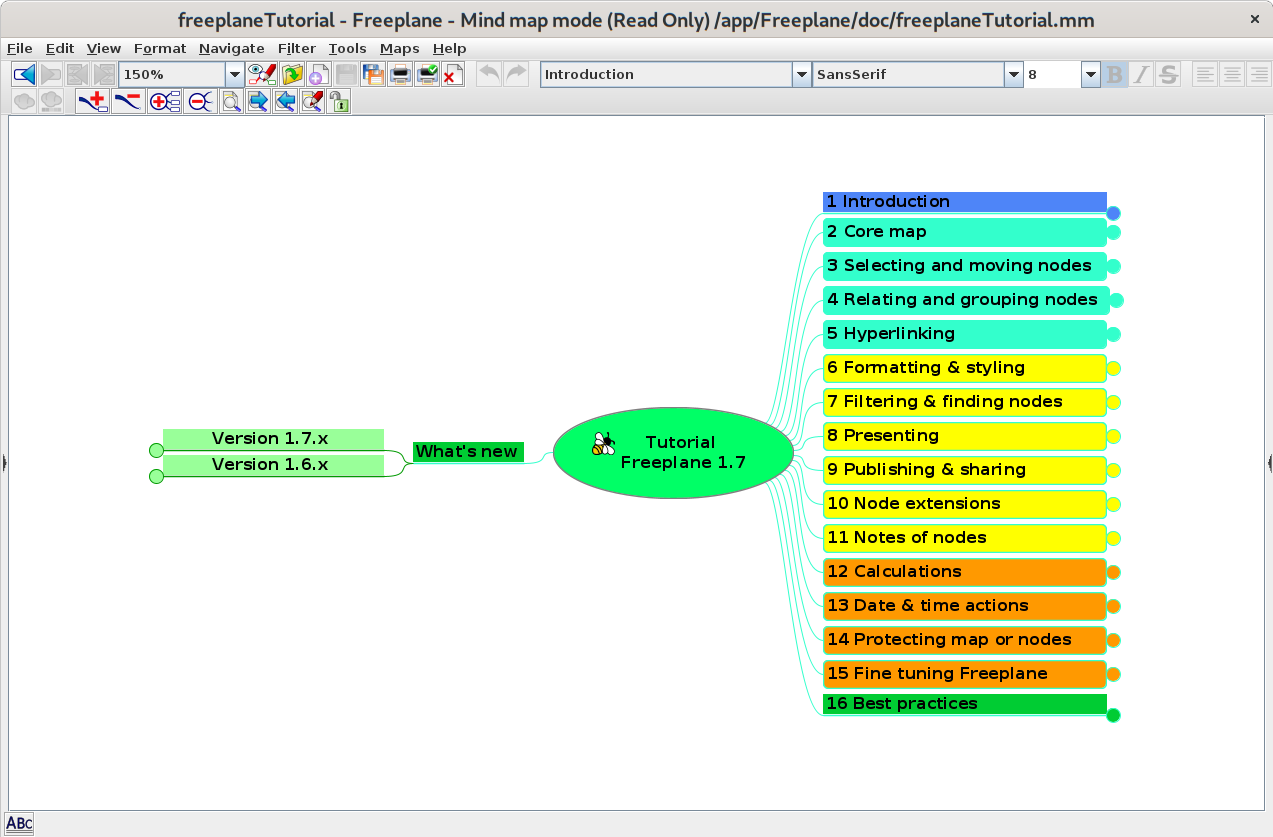 freeplaneTutorial - Freeplane - Mind map mode (Read Only) /app/Freeplane/doc/freeplaneTutorial.mm
File Edit View Format Navigate Filter Tools Maps Help
150% Introduction SansSerif 8 B I S
1 Introduction
2 Core map
3 Selecting and moving nodes
4 Relating and grouping nodes
5 Hyperlinking
6 Formatting & styling
7 Filtering & finding nodes
8 Presenting
9 Publishing & sharing
10 Node extensions
11 Notes of nodes
12 Calculations
13 Date & time actions
14 Protecting map or nodes
15 Fine tuning Freeplane
16 Best practices
Tutorial
Freeplane 1.7
What's new
Version 1.7.x
Version 1.6.x
ABc